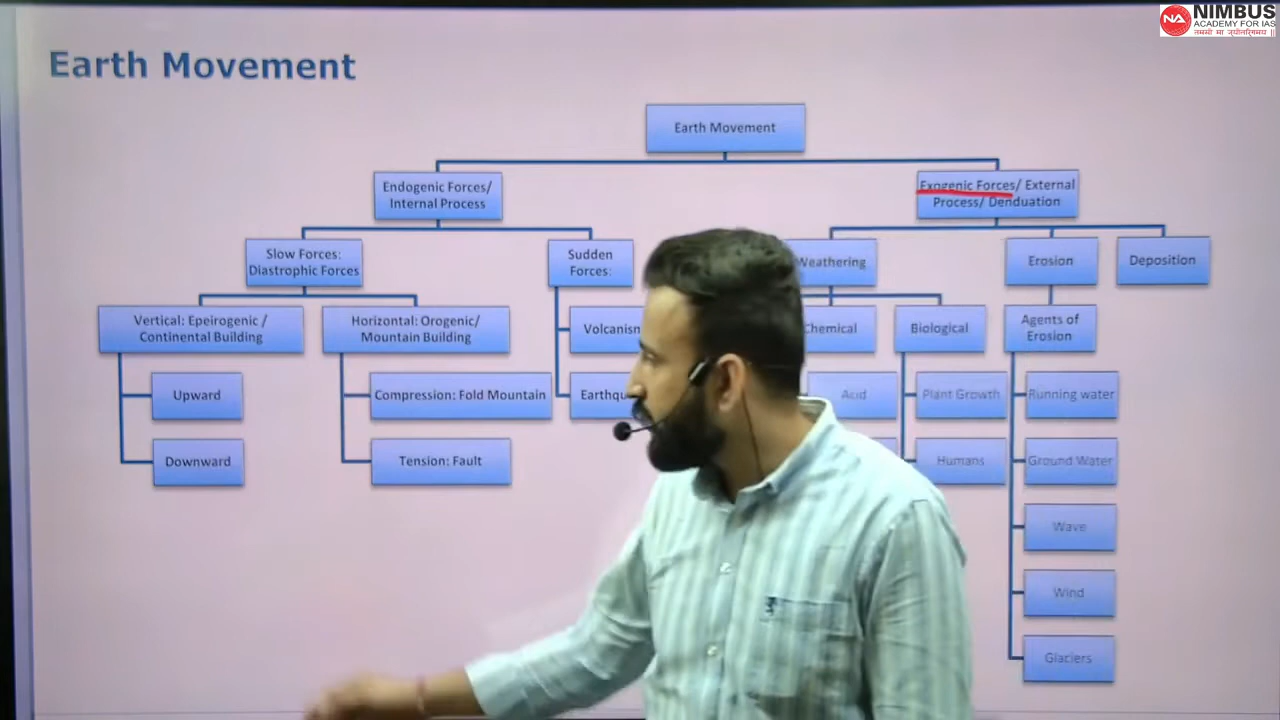 NIMBUS
ACADEMY FOR IAS
Earth Movement
Earth Movement
Endogenic Forces/
Internal Process
Exogenic Forces/ External
Process/ Denduation
Slow Forces:
Diastrophic Forces
Sudden
Forces:
Weathering
Erosion
Deposition
Vertical: Epeirogenic /
Continental Building
Horizontal: Orogenic/
Mountain Building
Volcanism
Chemical
Biological
Agents of
Erosion
Upward
Compression: Fold Mountain
Earthqu
Acid
Plant Growth
Running water
Downward
Tension: Fault
Humans
Ground Water
Wave
Wind
Glaciers